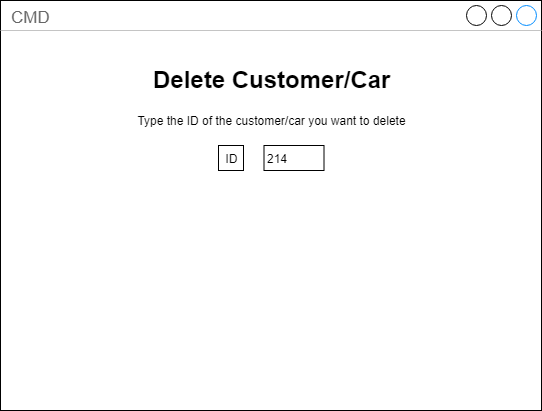 CMD
Delete Customer/Car
Type the ID of the customer/car you want to delete
ID 214